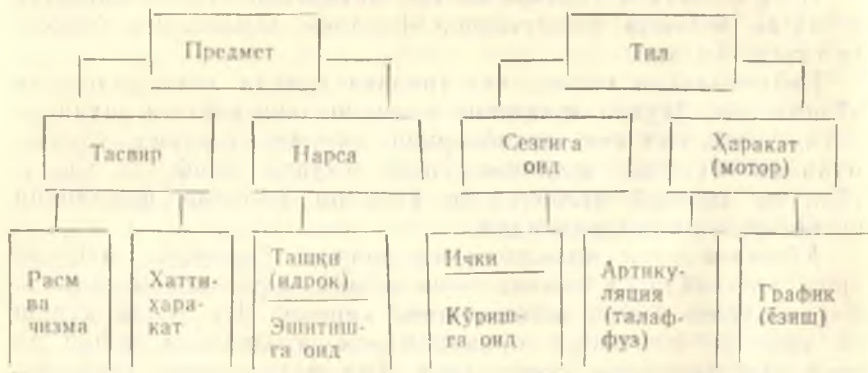 Предмет
Тил
Тасвир
Нарса
Сезгига
оид
Ҳаракат
(мотор)
Расм
ва
чизма
Хатти-
ҳара-
кат
Ташқи
(идрок)
Эшитиш-
га оид
Ички
Кўриш-
га оид
Артику-
ляция
(талаф-
фуз)
График
(ёзиш)